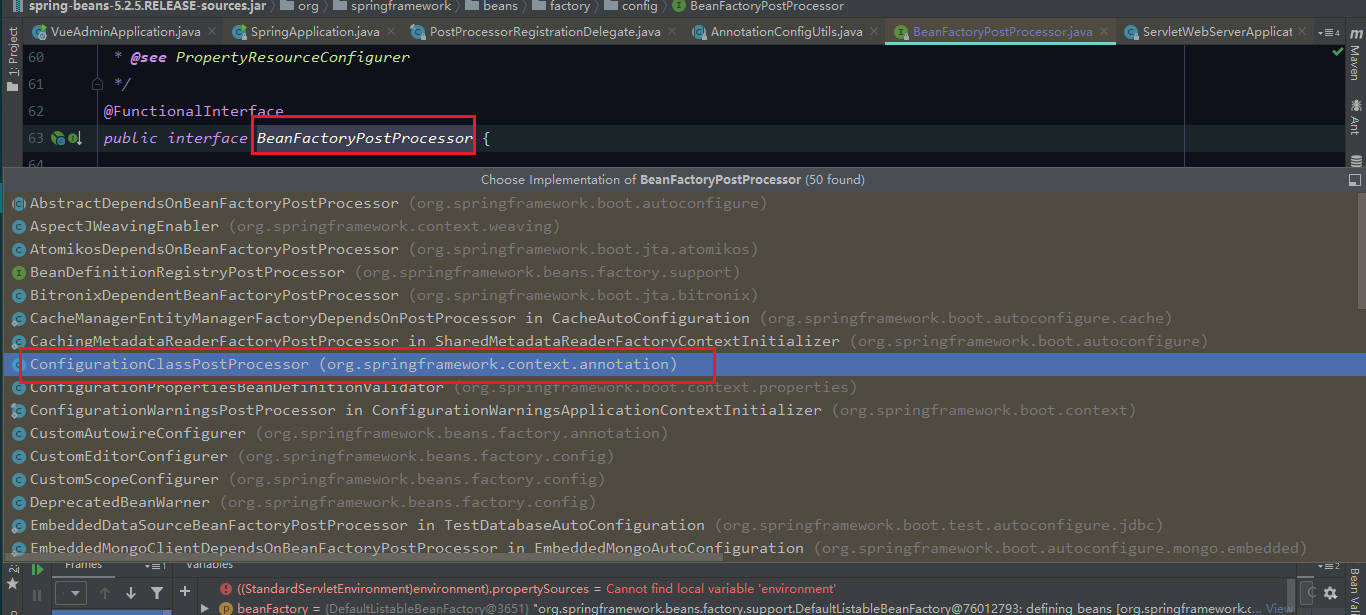 spring-beans-5.2.5.RELEASE-sources.jar org springframework beans factory config BeanFactoryPostProcessor
VueAdminApplication.java SpringApplication.java PostProcessorRegistrationDelegate.java AnnotationConfigUtils.java BeanFactoryPostProcessor.java ServletWebServerApplicat 4
1: Project
Maven
Ant
60 * @see PropertyResourceConfigurer
61 */
62 @FunctionalInterface
63 public interface BeanFactoryPostProcessor {
64
Choose Implementation of BeanFactoryPostProcessor (50 found)
AbstractDependsOnBeanFactoryPostProcessor (org.springframework.boot.autoconfigure)
AspectJWeavingEnabler (org.springframework.context.weaving)
AtomikosDependsOnBeanFactoryPostProcessor (org.springframework.boot.jta.atomikos)
BeanDefinitionRegistryPostProcessor (org.springframework.beans.factory.support)
BitronixDependentBeanFactoryPostProcessor (org.springframework.boot.jta.bitronix)
CacheManagerEntityManagerFactoryDependsOnPostProcessor in CacheAutoConfiguration (org.springframework.boot.autoconfigure.cache)
CachingMetadataReaderFactoryPostProcessor in SharedMetadataReaderFactoryContextInitializer (org.springframework.boot.autoconfigure)
ConfigurationClassPostProcessor (org.springframework.context.annotation)
ConfigurationPropertiesBeanDefinitionValidator (org.springframework.boot.context.properties)
ConfigurationWarningsPostProcessor in ConfigurationWarningsApplicationContextInitializer (org.springframework.boot.context)
CustomAutowireConfigurer (org.springframework.beans.factory.annotation)
CustomEditorConfigurer (org.springframework.beans.factory.config)
CustomScopeConfigurer (org.springframework.beans.factory.config)
DeprecatedBeanWarner (org.springframework.beans.factory.config)
EmbeddedDataSourceBeanFactoryPostProcessor in TestDatabaseAutoConfiguration (org.springframework.boot.test.autoconfigure.jdbc)
EmbeddedMongoClientDependsOnBeanFactoryPostProcessor in EmbeddedMongoAutoConfiguration (org.springframework.boot.autoconfigure.mongo.embedded)
Frames 1 Variables 2
((StandardServletEnvironment)environment).propertySources = Cannot find local variable 'environment'
beanFactory = {DefaultListableBeanFactory@3651} "org.springframework.beans.factory.support.DefaultListableBeanFactory@76012793: defining beans [org.springframework.c... View
Bean V